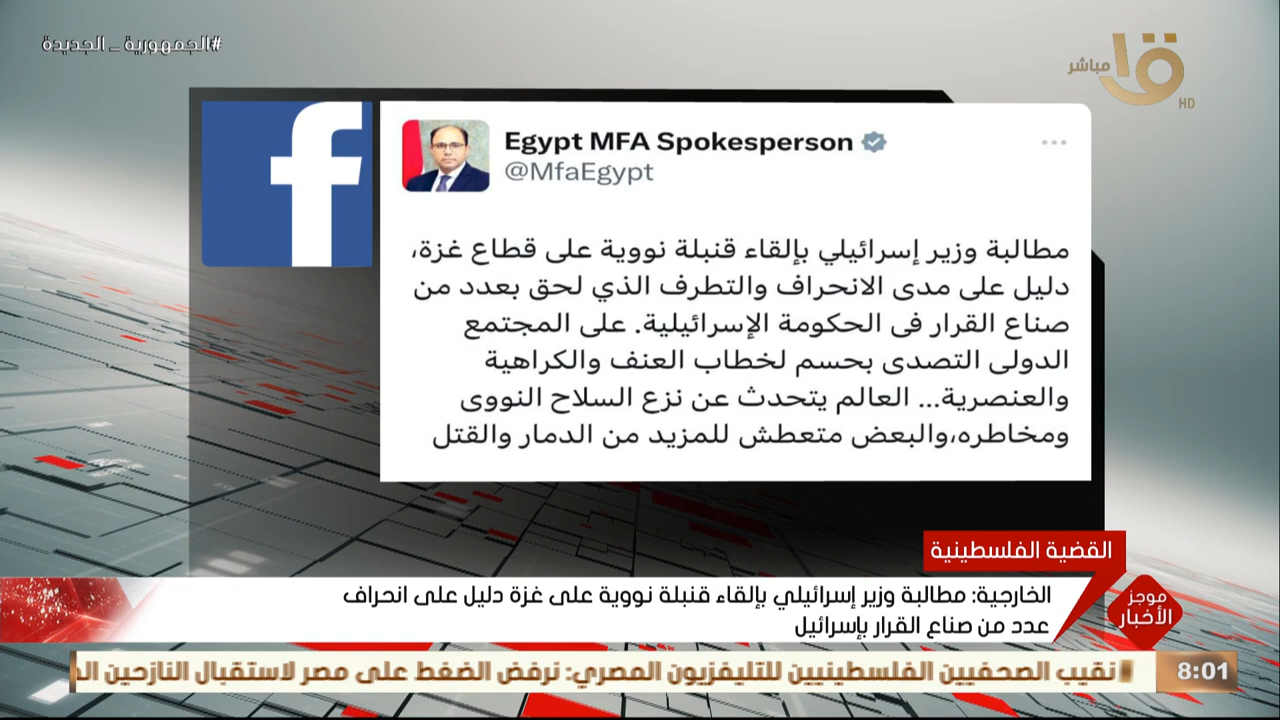 #الجمهورية_الجديدة
مباشر
HD
Egypt MFA Spokesperson
@MfaEgypt
مطالبة وزير إسرائيلي بإلقاء قنبلة نووية على قطاع غزة،
دليل على مدى الانحراف والتطرف الذي لحق بعدد من
صناع القرار فى الحكومة الإسرائيلية. على المجتمع
الدولى التصدى بحسم لخطاب العنف والكراهية
والعنصرية... العالم يتحدث عن نزع السلاح النووى
ومخاطره،والبعض متعطش للمزيد من الدمار والقتل
القضية الفلسطينية
موجز
الأخبار
الخارجية: مطالبة وزير إسرائيلي بإلقاء قنبلة نووية على غزة دليل على انحراف
عدد من صناع القرار بإسرائيل
نقيب الصحفيين الفلسطينيين للتليفزيون المصري: نرفض الضغط على مصر لاستقبال النازحين
8:01